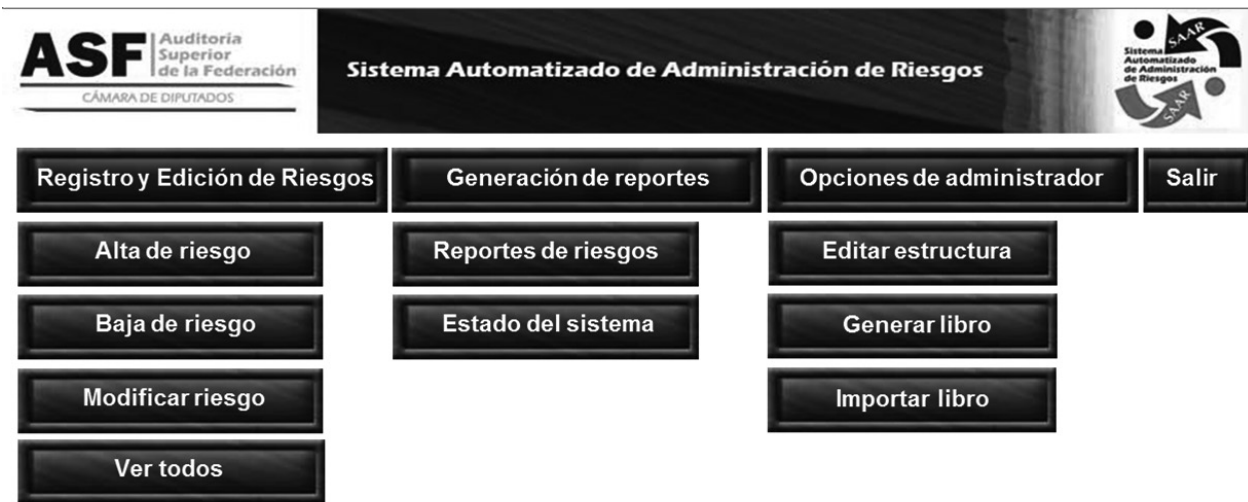 ASF
Auditoría
Superior
de la Federación
CÁMARA DE DIPUTADOS
Sistema Automatizado de Administración de Riesgos
SAAR
Sistema
Automatizado
de Administración
de Riesgos
SAAR
Registro y Edición de Riesgos
Generación de reportes
Opciones de administrador
Salir
Alta de riesgo
Reportes de riesgos
Editar estructura
Baja de riesgo
Estado del sistema
Generar libro
Modificar riesgo
Importar libro
Ver todos